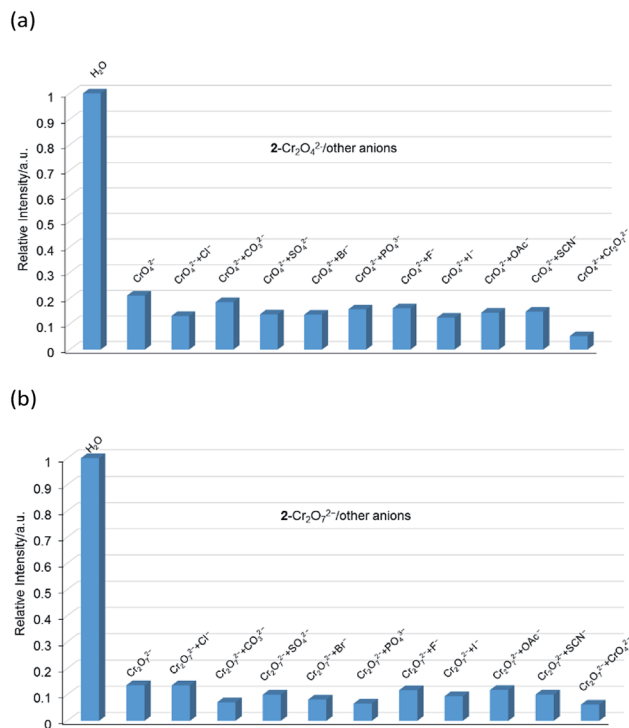 (a)
H₂O
2-Cr₂O₄²⁻/other anions
Relative Intensity/a.u.
1
0.9
0.8
0.7
0.6
0.5
0.4
0.3
0.2
0.1
0
CrO₄²⁻
CrO₄²⁻+Cl⁻
CrO₄²⁻+CO₃²⁻
CrO₄²⁻+SO₄²⁻
CrO₄²⁻+Br⁻
CrO₄²⁻+PO₄³⁻
CrO₄²⁻+F⁻
CrO₄²⁻+I⁻
CrO₄²⁻+OAc⁻
CrO₄²⁻+SCN⁻
CrO₄²⁻+Cr₂O₇²⁻
(b)
H₂O
2-Cr₂O₇²⁻/other anions
Relative Intensity/a.u.
1
0.9
0.8
0.7
0.6
0.5
0.4
0.3
0.2
0.1
0
Cr₂O₇²⁻
Cr₂O₇²⁻+Cl⁻
Cr₂O₇²⁻+CO₃²⁻
Cr₂O₇²⁻+SO₄²⁻
Cr₂O₇²⁻+Br⁻
Cr₂O₇²⁻+PO₄³⁻
Cr₂O₇²⁻+F⁻
Cr₂O₇²⁻+I⁻
Cr₂O₇²⁻+OAc⁻
Cr₂O₇²⁻+SCN⁻
Cr₂O₇²⁻+CrO₄²⁻